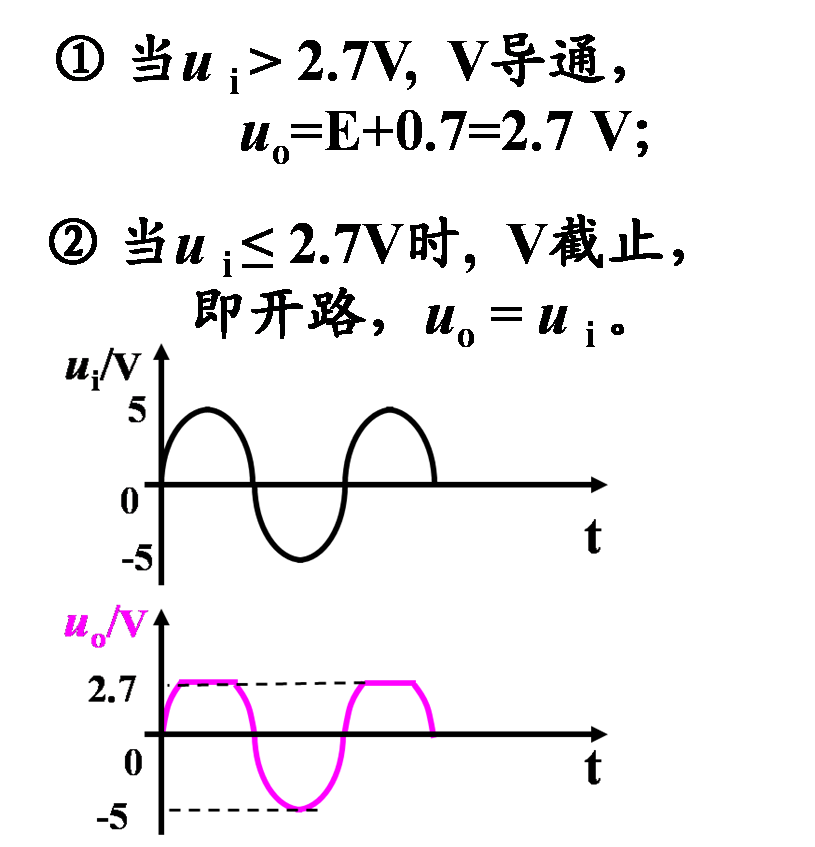 ① 当u i > 2.7V, V导通，
uo=E+0.7=2.7 V;
② 当u i ≤ 2.7V时, V截止，
即开路，uo = u i 。
ui/V
5
0
-5
t
uo/V
2.7
0
-5
t